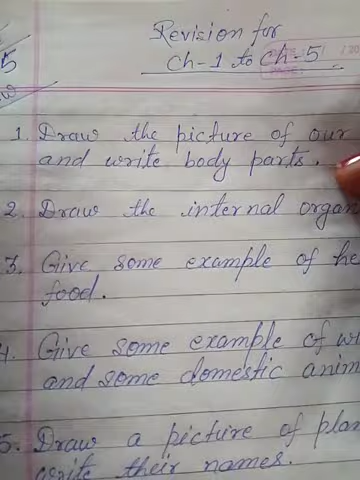 Revision for
Ch-1 to Ch-5
5
1. Draw the picture of our
and write body parts.
2. Draw the internal organ
3. Give some example of he
food.
4. Give some example of wi
and some domestic anim
5. Draw a picture of plan
write their names.